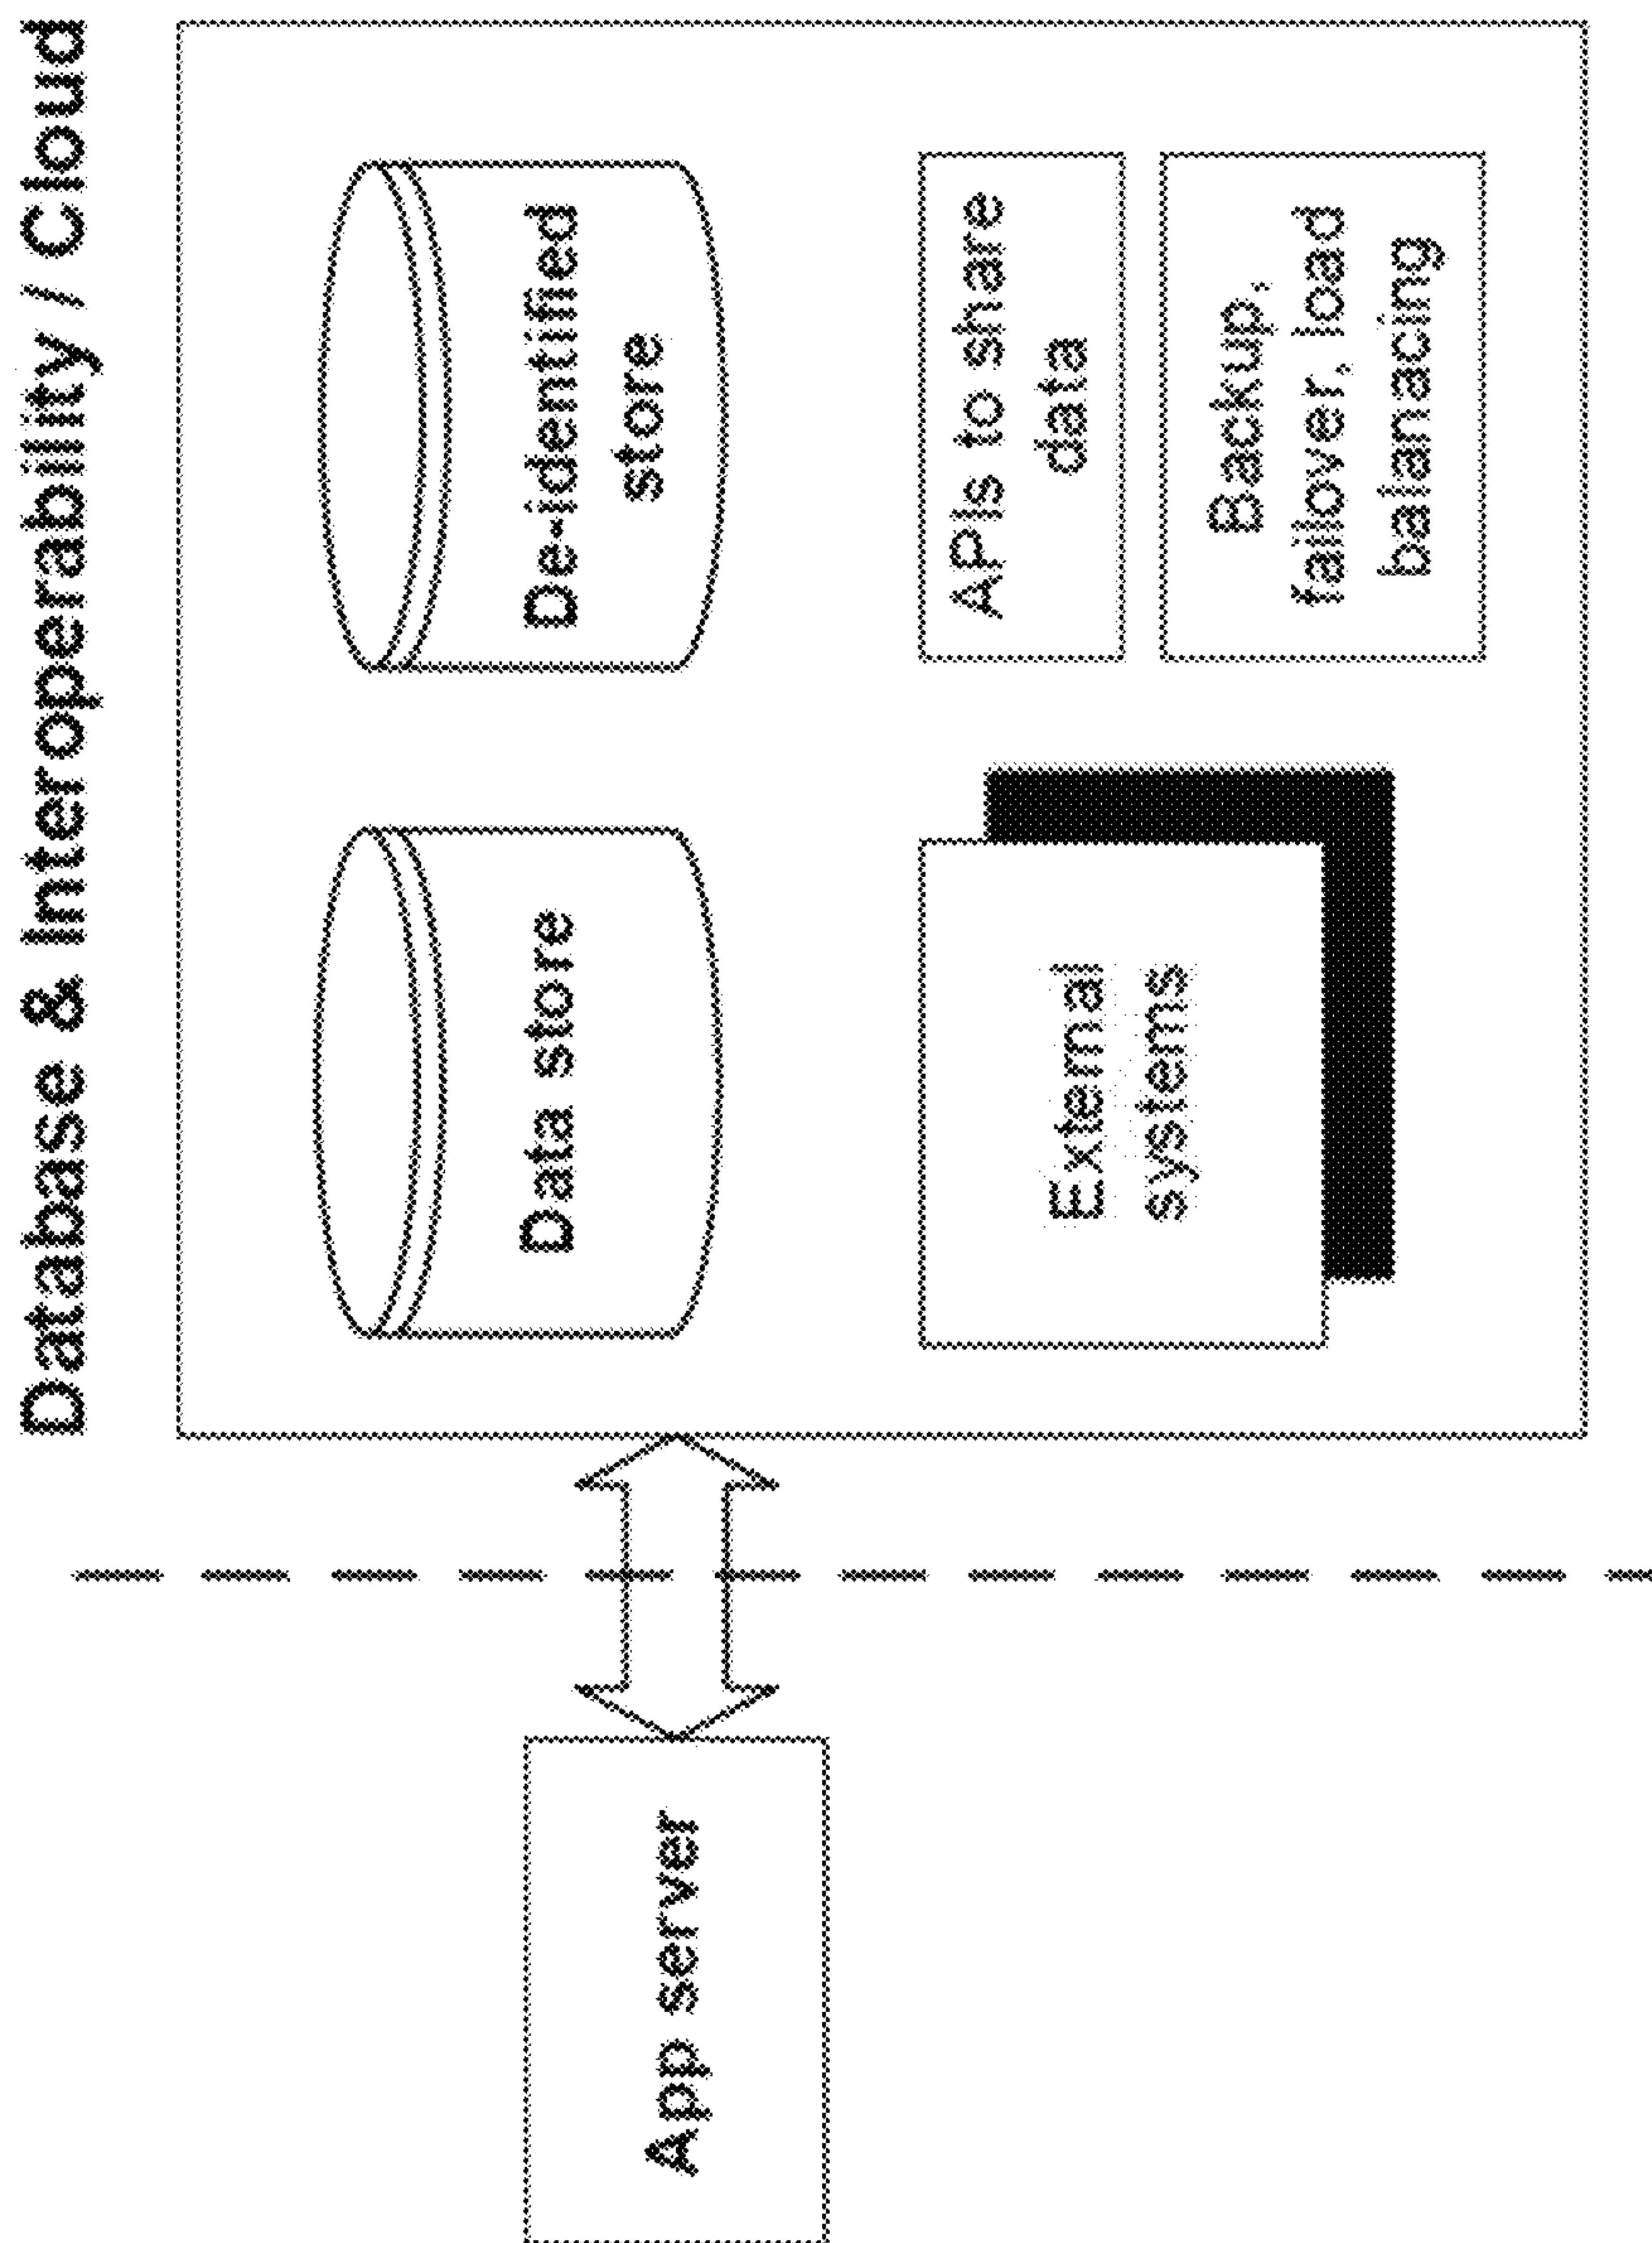 Database & Interoperability / Cloud
App server
Data store
De-identified
store
External
systems
APIs to share
data
Backup,
failover, load
balanacing